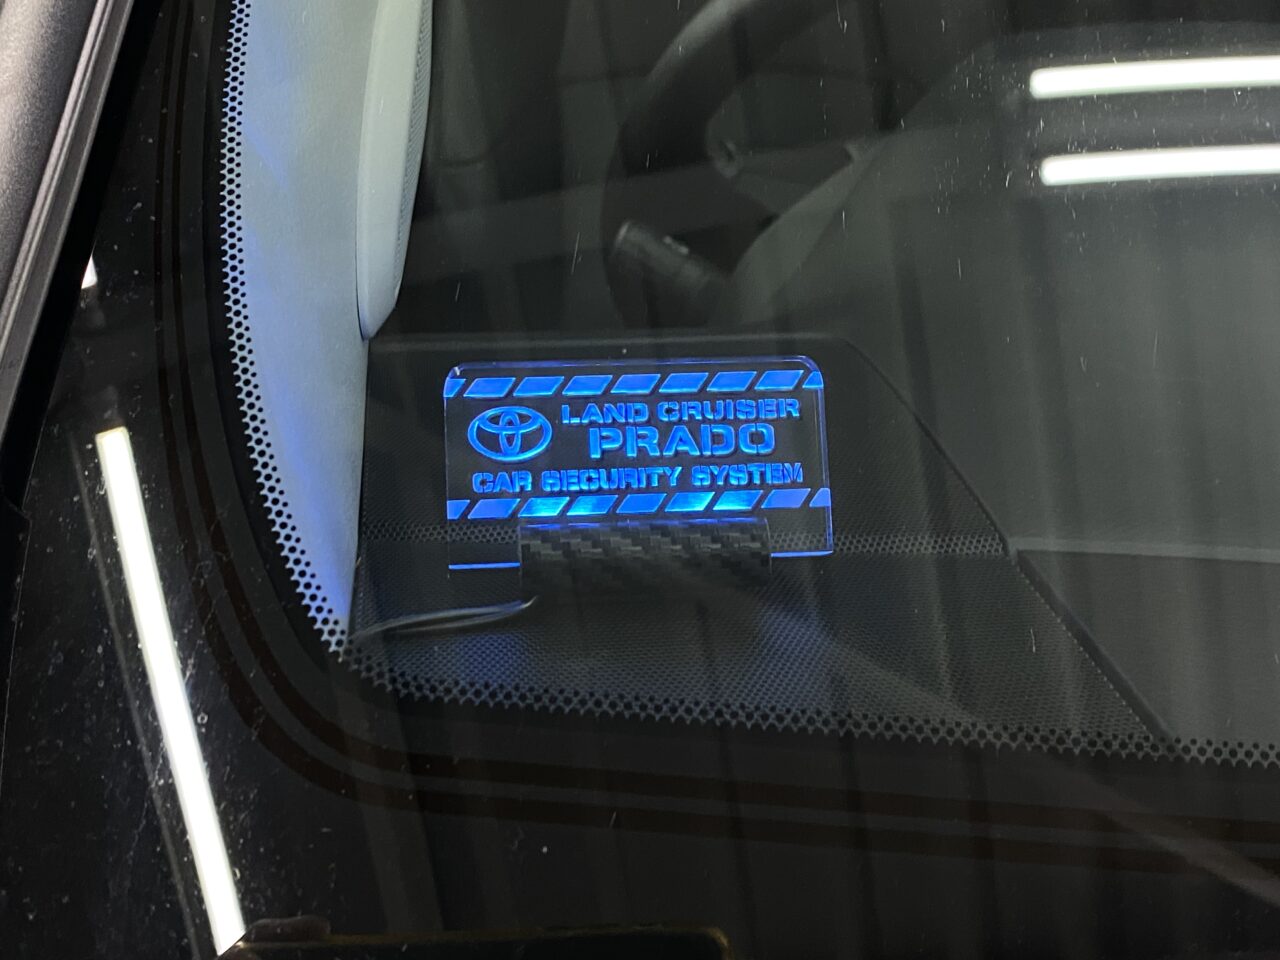 LAND CRUISER
PRADO
CAR SECURITY SYSTEM